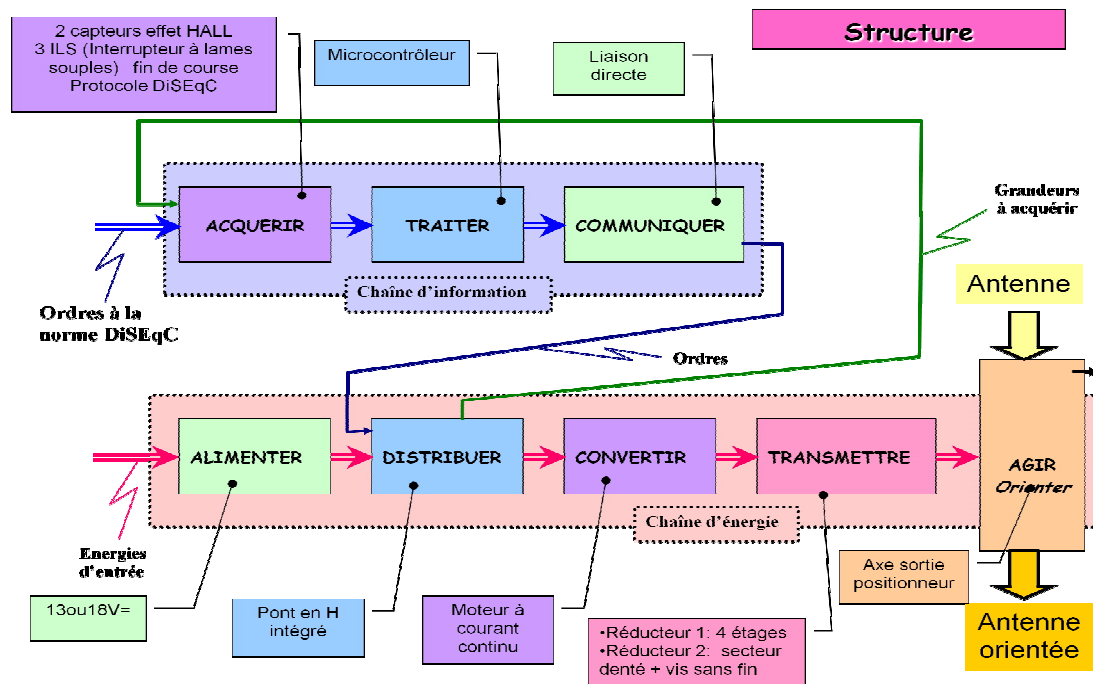 Structure
2 capteurs effet HALL
3 ILS (Interrupteur à lames
souples) fin de course
Protocole DiSEqC
Microcontrôleur
Liaison
directe
Grandeurs
à acquérir
ACQUERIR
TRAITER
COMMUNIQUER
Chaîne d'information
Ordres à la
norme DiSEqC
Antenne
Ordres
ALIMENTER
DISTRIBUER
CONVERTIR
TRANSMETTRE
AGIR
Orienter
Chaîne d'énergie
Energies
d'entrée
13ou18V=
Pont en H
intégré
Moteur à
courant
continu
•Réducteur 1: 4 étages
•Réducteur 2: secteur
denté + vis sans fin
Axe sortie
positionneur
Antenne
orientée